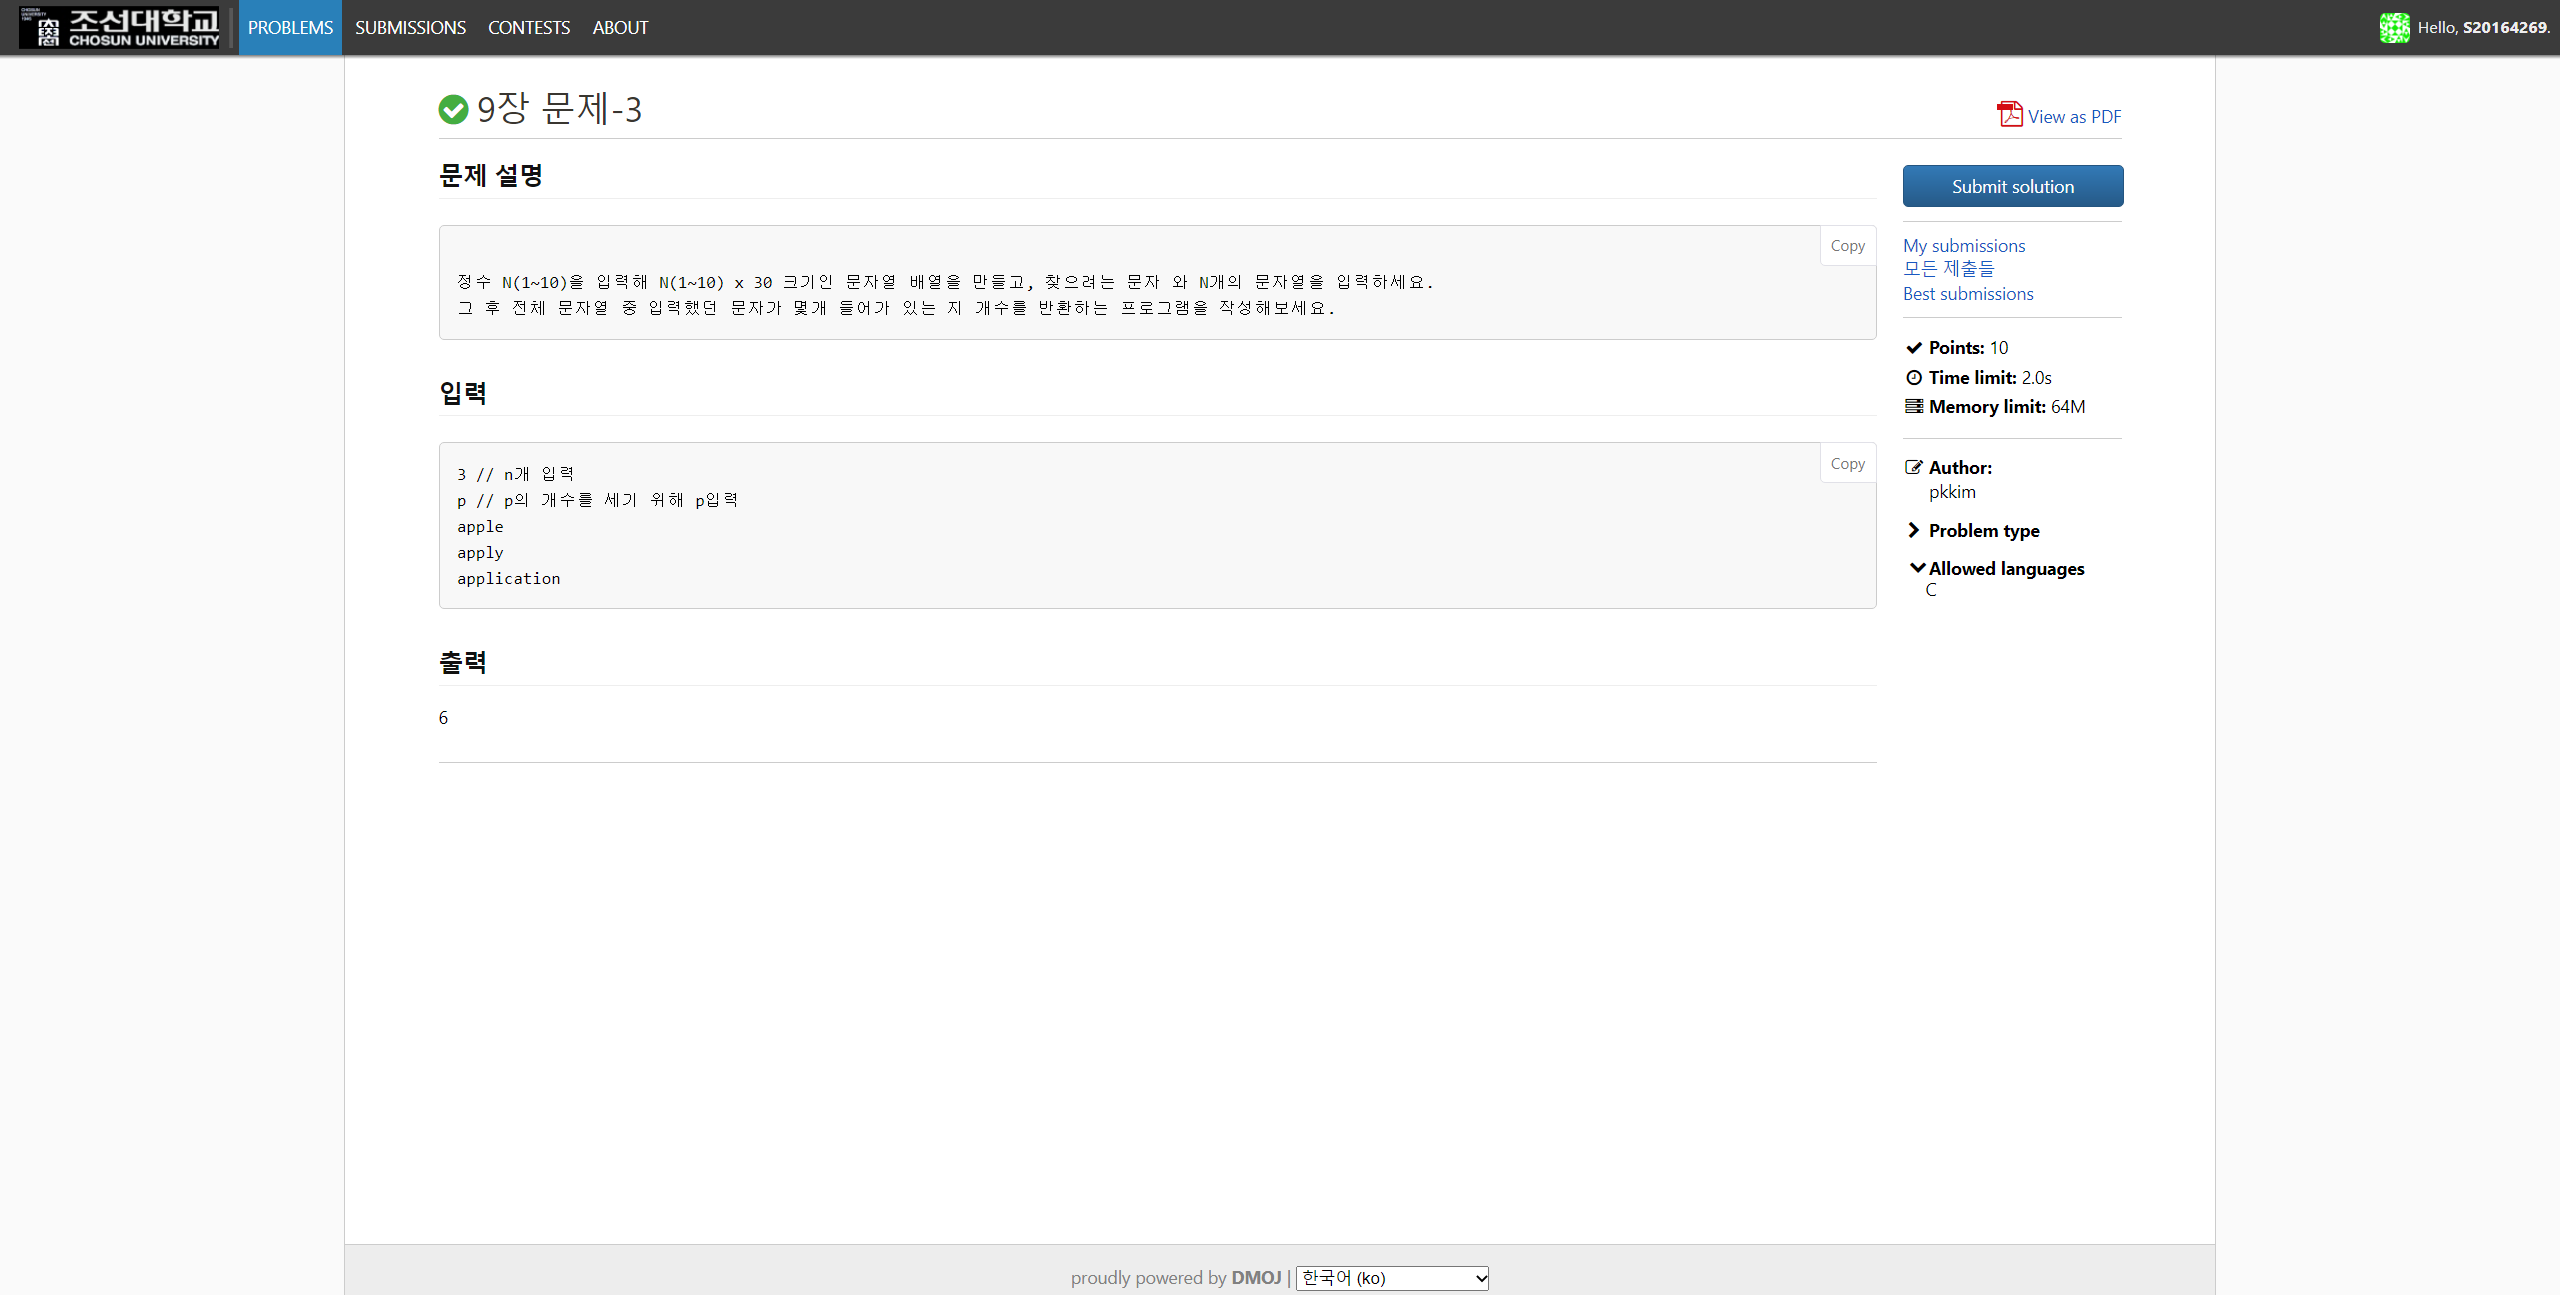 조선대학교
CHOSUN UNIVERSITY
PROBLEMS
SUBMISSIONS
CONTESTS
ABOUT
Hello, S20164269.
9장 문제-3
View as PDF
문제 설명
Copy
정수 N(1~10)을 입력해 N(1~10) x 30 크기인 문자열 배열을 만들고, 찾으려는 문자 와 N개의 문자열을 입력하세요.
그 후 전체 문자열 중 입력했던 문자가 몇개 들어가 있는 지 개수를 반환하는 프로그램을 작성해보세요.
입력
Copy
3 // n개 입력
p // p의 개수를 세기 위해 p입력
apple
apply
application
출력
6
Submit solution
My submissions
모든 제출들
Best submissions
Points: 10
Time limit: 2.0s
Memory limit: 64M
Author:
pkkim
Problem type
Allowed languages
C
proudly powered by DMOJ | 한국어 (ko)